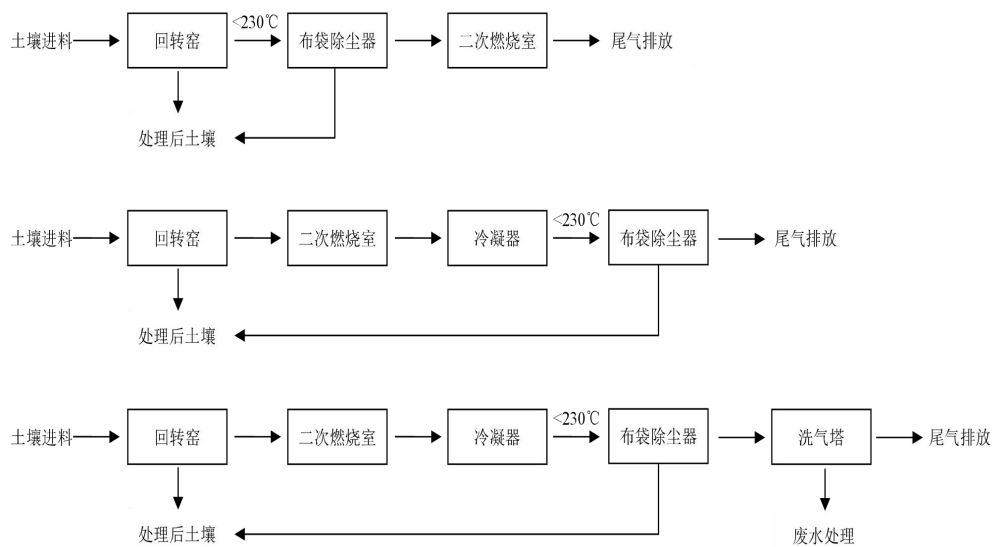 <230℃
土壤进料 回转窑 布袋除尘器 二次燃烧室 尾气排放
处理后土壤
<230℃
土壤进料 回转窑 二次燃烧室 冷凝器 布袋除尘器 尾气排放
处理后土壤
<230℃
土壤进料 回转窑 二次燃烧室 冷凝器 布袋除尘器 洗气塔 尾气排放
处理后土壤 废水处理